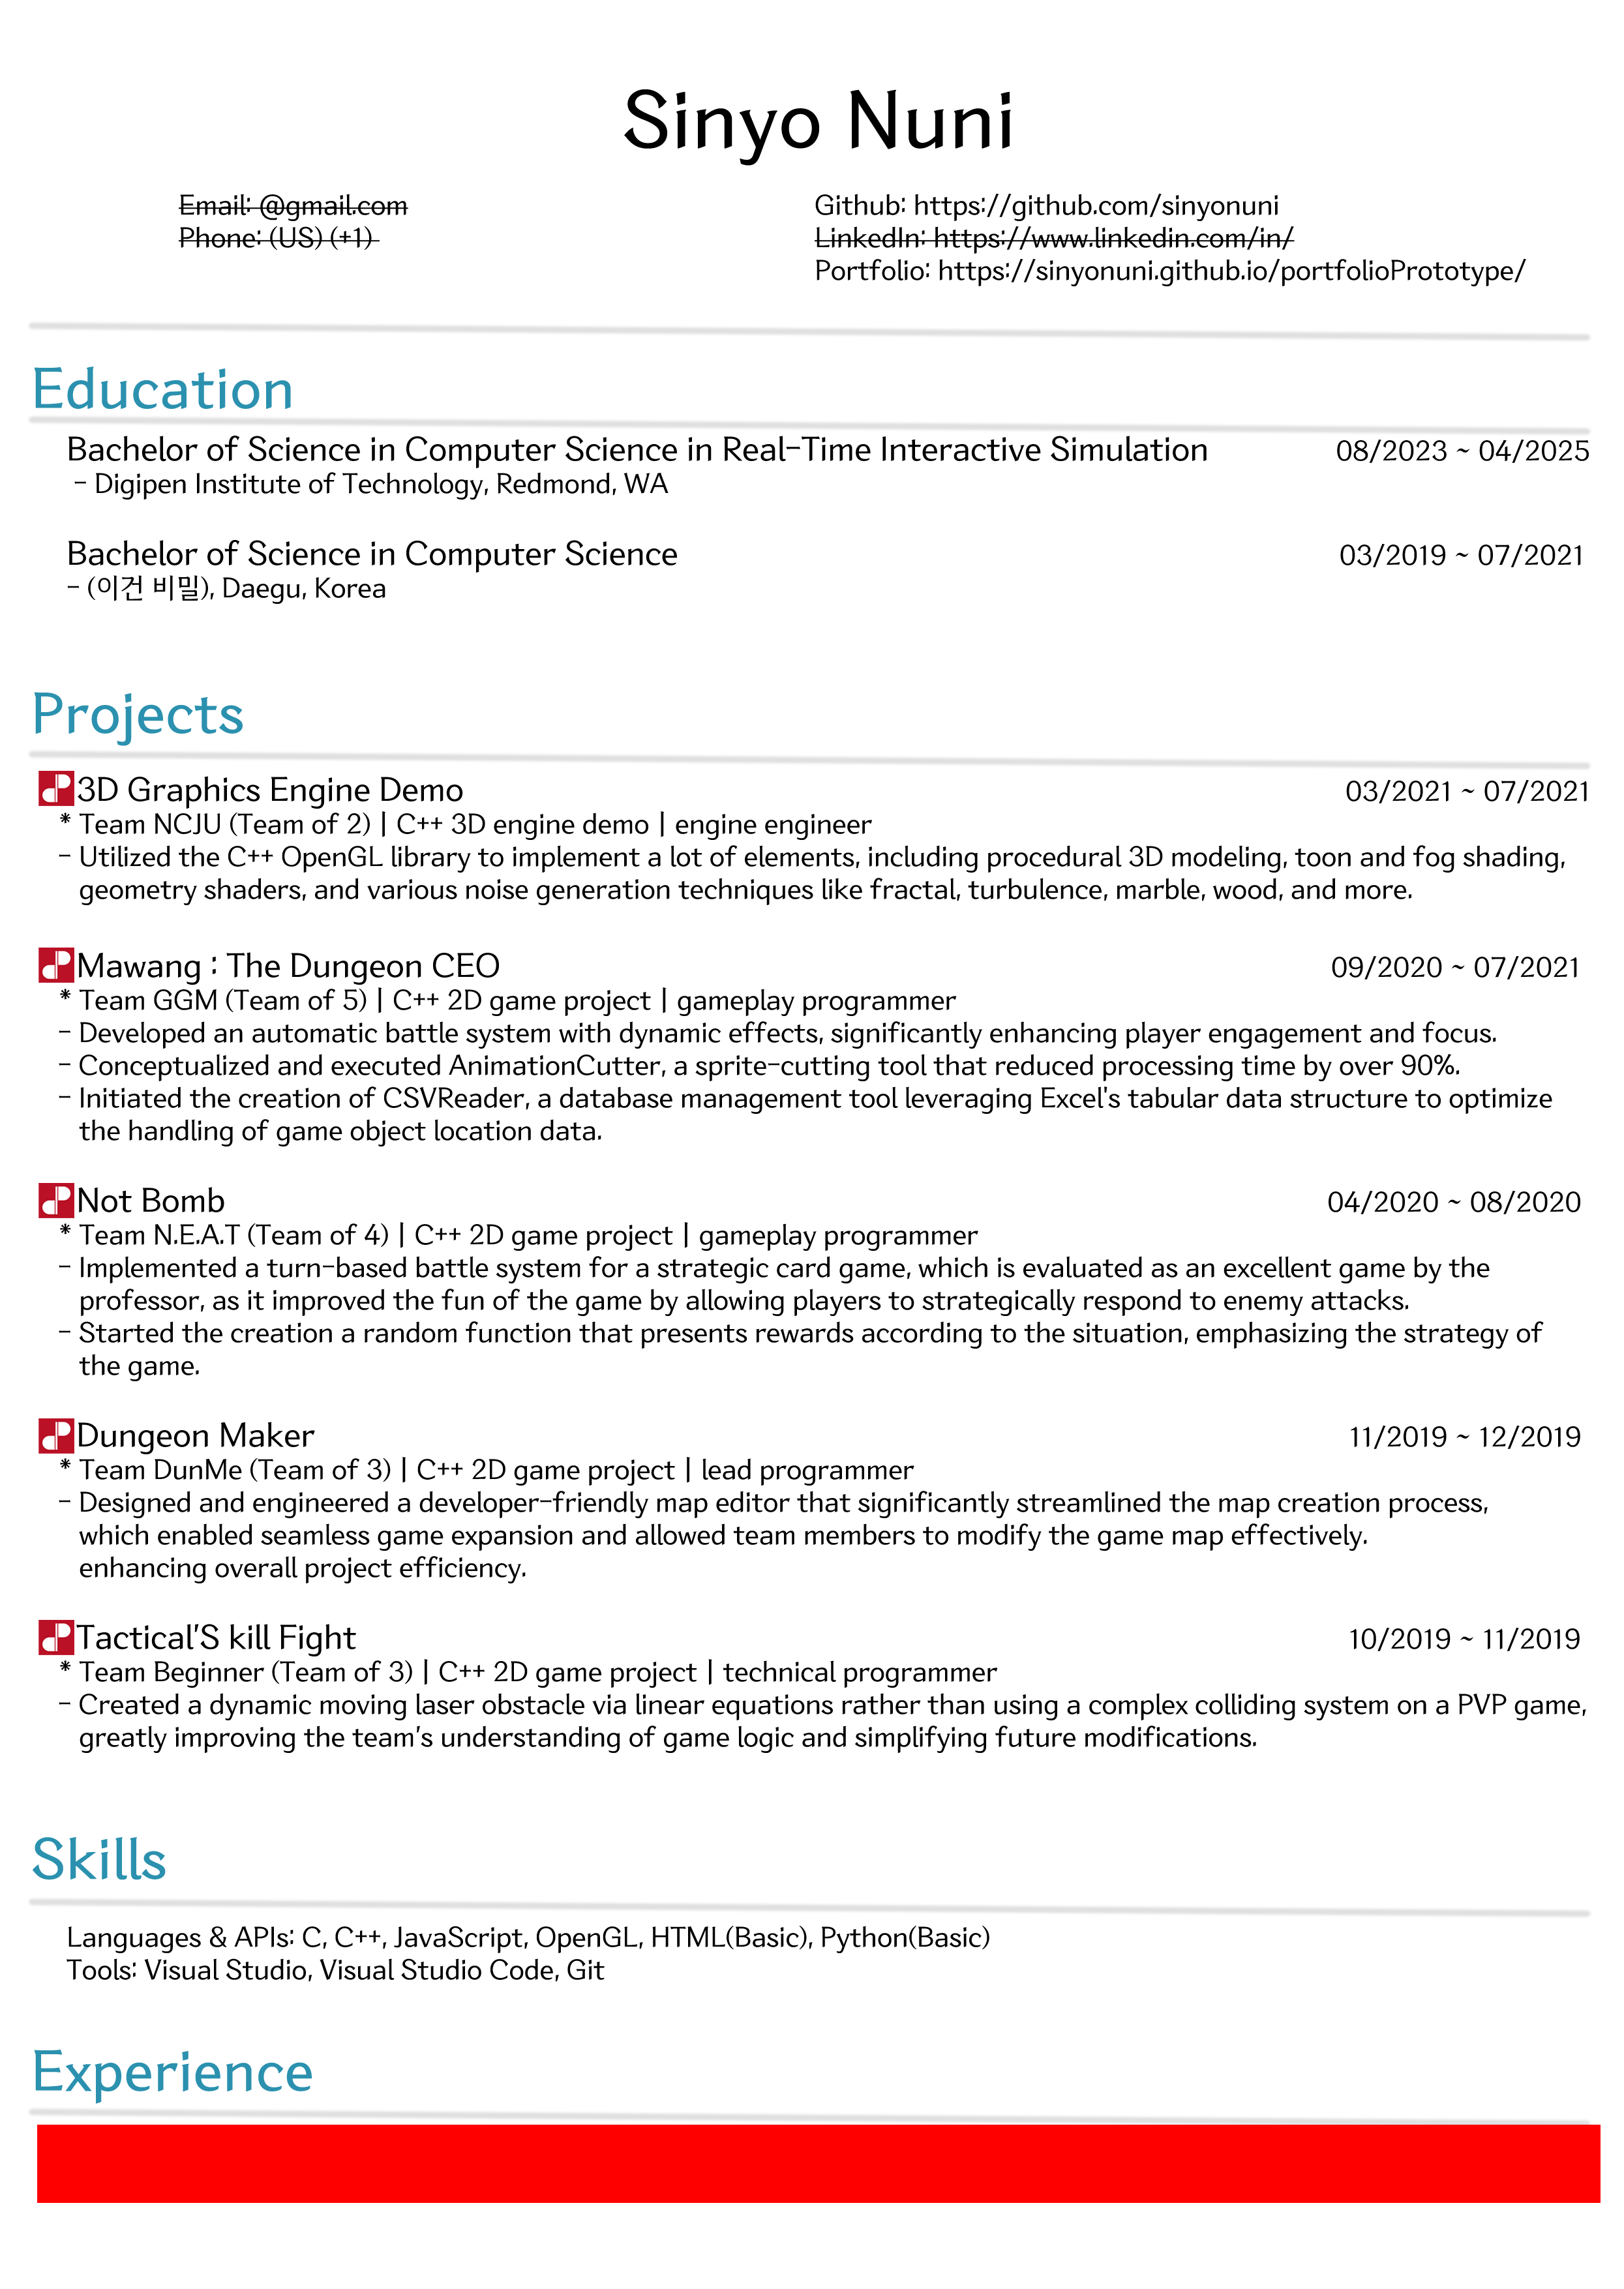 Sinyo Nuni
Email: @gmail.com
Phone: (US) (+1)
Github: https://github.com/sinyonuni
LinkedIn: https://www.linkedin.com/in/
Portfolio: https://sinyonuni.github.io/portfolioPrototype/
Education
Bachelor of Science in Computer Science in Real-Time Interactive Simulation 08/2023 ~ 04/2025
- Digipen Institute of Technology, Redmond, WA
Bachelor of Science in Computer Science 03/2019 ~ 07/2021
- (이건 비밀), Daegu, Korea
Projects
3D Graphics Engine Demo 03/2021 ~ 07/2021
* Team NCJU (Team of 2) | C++ 3D engine demo | engine engineer
- Utilized the C++ OpenGL library to implement a lot of elements, including procedural 3D modeling, toon and fog shading,
geometry shaders, and various noise generation techniques like fractal, turbulence, marble, wood, and more.
Mawang : The Dungeon CEO 09/2020 ~ 07/2021
* Team GGM (Team of 5) | C++ 2D game project | gameplay programmer
- Developed an automatic battle system with dynamic effects, significantly enhancing player engagement and focus.
- Conceptualized and executed AnimationCutter, a sprite-cutting tool that reduced processing time by over 90%.
- Initiated the creation of CSVReader, a database management tool leveraging Excel's tabular data structure to optimize
the handling of game object location data.
Not Bomb 04/2020 ~ 08/2020
* Team N.E.A.T (Team of 4) | C++ 2D game project | gameplay programmer
- Implemented a turn-based battle system for a strategic card game, which is evaluated as an excellent game by the
professor, as it improved the fun of the game by allowing players to strategically respond to enemy attacks.
- Started the creation a random function that presents rewards according to the situation, emphasizing the strategy of
the game.
Dungeon Maker 11/2019 ~ 12/2019
* Team DunMe (Team of 3) | C++ 2D game project | lead programmer
- Designed and engineered a developer-friendly map editor that significantly streamlined the map creation process,
which enabled seamless game expansion and allowed team members to modify the game map effectively.
enhancing overall project efficiency.
Tactical'S kill Fight 10/2019 ~ 11/2019
* Team Beginner (Team of 3) | C++ 2D game project | technical programmer
- Created a dynamic moving laser obstacle via linear equations rather than using a complex colliding system on a PVP game,
greatly improving the team's understanding of game logic and simplifying future modifications.
Skills
Languages & APIs: C, C++, JavaScript, OpenGL, HTML(Basic), Python(Basic)
Tools: Visual Studio, Visual Studio Code, Git
Experience